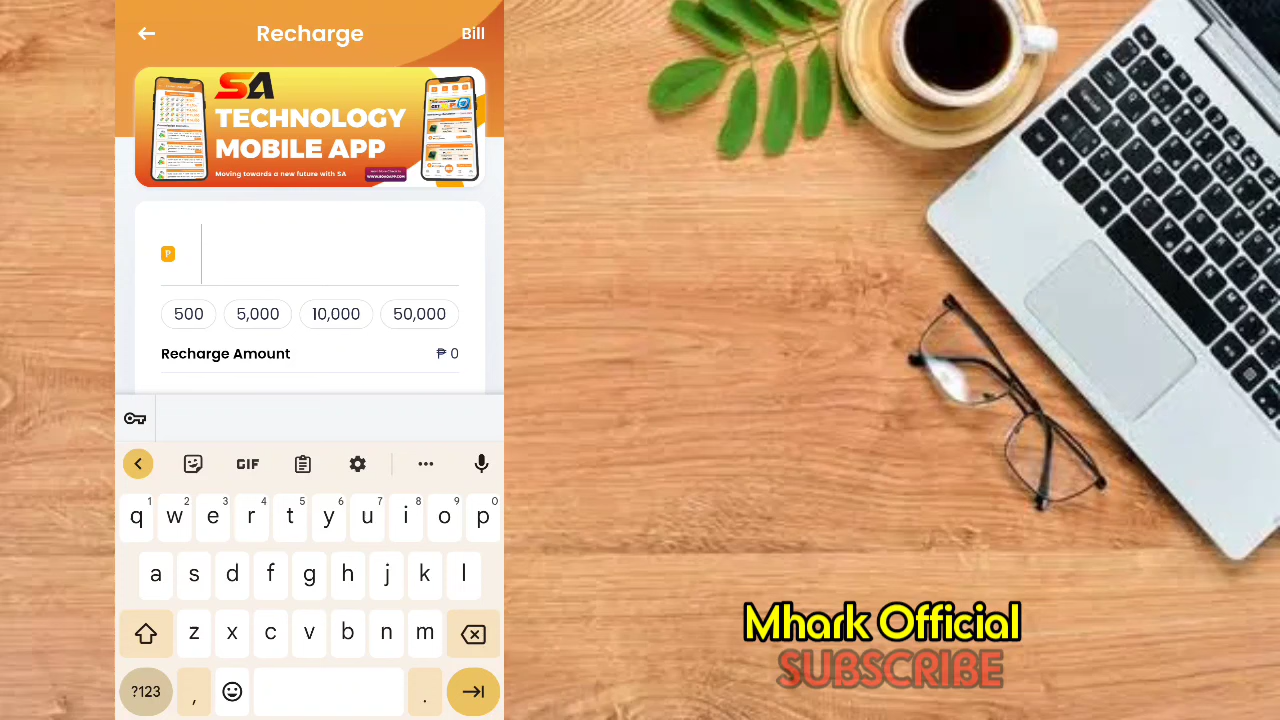 Recharge
Bill
SA
TECHNOLOGY
MOBILE APP
Moving towards a new future with SA
₱
500
5,000
10,000
50,000
Recharge Amount
₱ 0
GIF
q 1 w 2 e 3 r 4 t 5 y 6 u 7 i 8 o 9 p 0
a s d f g h j k l
z x c v b n m
?123 , .
Mhark Official
SUBSCRIBE